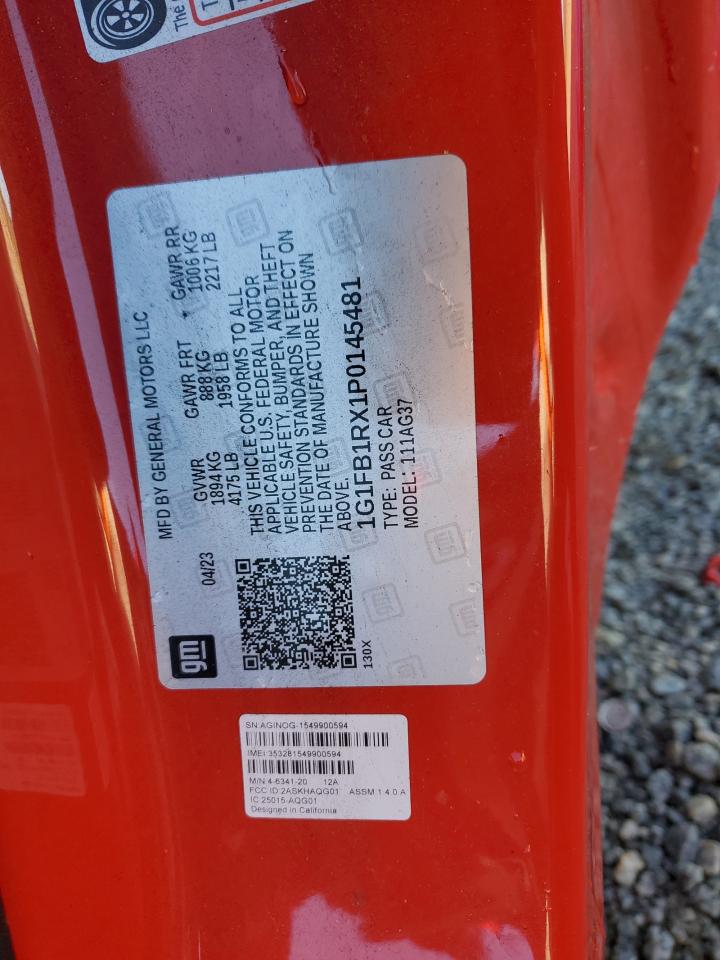 The
T
gm
04/23
MFD BY GENERAL MOTORS LLC
GVWR GAWR FRT GAWR RR
1894 KG 888 KG 1006 KG
4175 LB 1958 LB 2217 LB
THIS VEHICLE CONFORMS TO ALL
APPLICABLE U.S. FEDERAL MOTOR
VEHICLE SAFETY, BUMPER, AND THEFT
PREVENTION STANDARDS IN EFFECT ON
THE DATE OF MANUFACTURE SHOWN
ABOVE.
1G1FB1RX1P0145481
TYPE: PASS CAR
MODEL: 111AG37
130X
SN:AGINOG-1549900594
IMEI:353281549900594
M/N:4-6341-20 12A
FCC ID:2ASKHAQG01 ASSM 1.4.0.A
IC:25015-AQG01
Designed in California